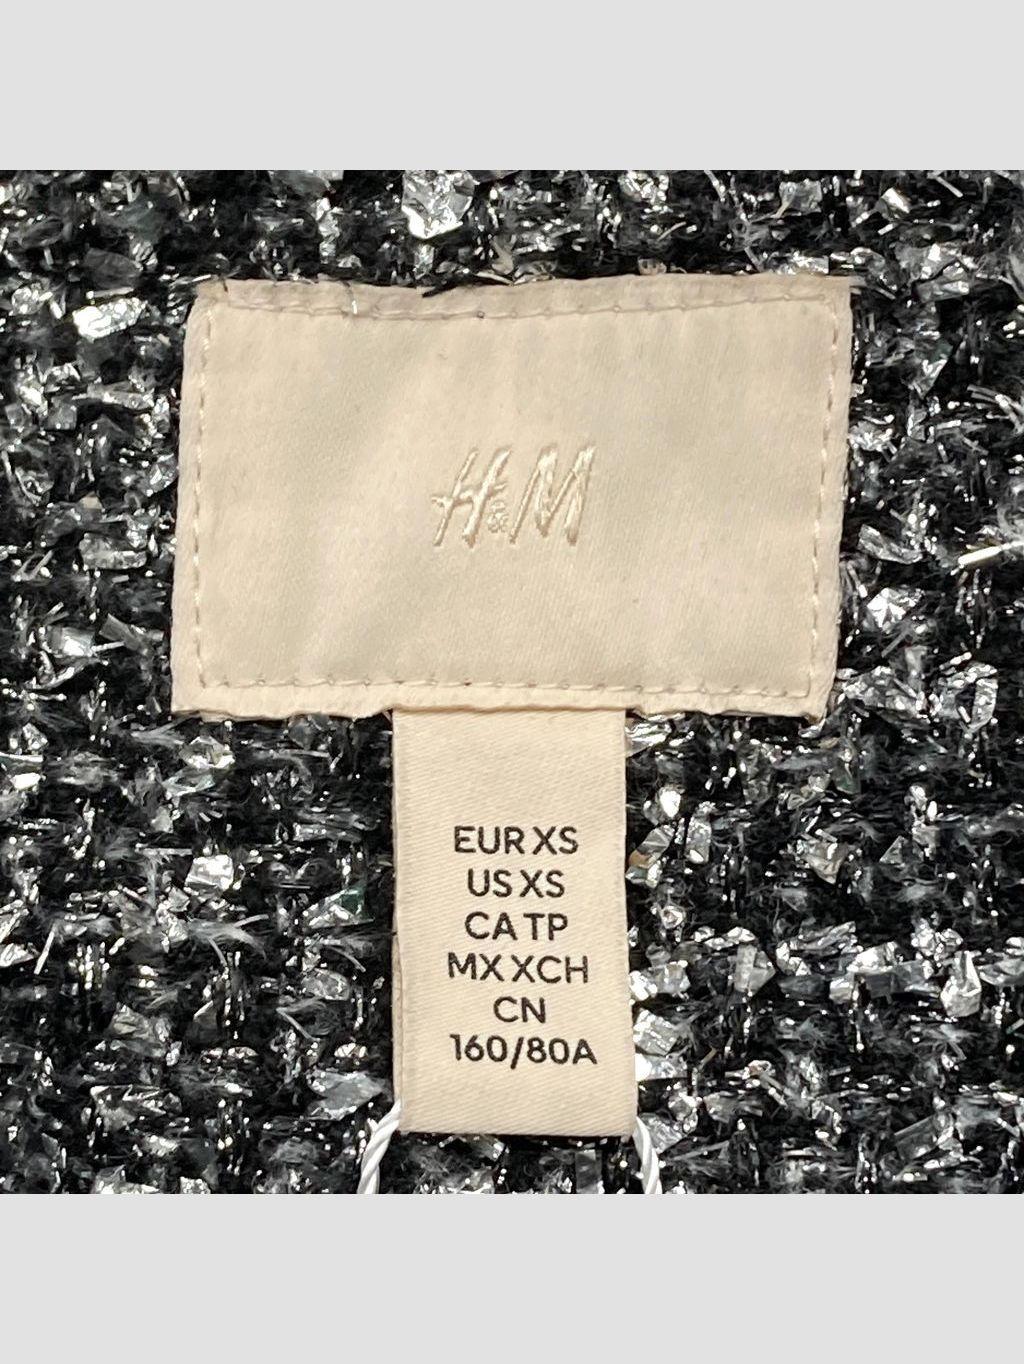 H&M
EUR XS
US XS
CA TP
MX XCH
CN
160/80A